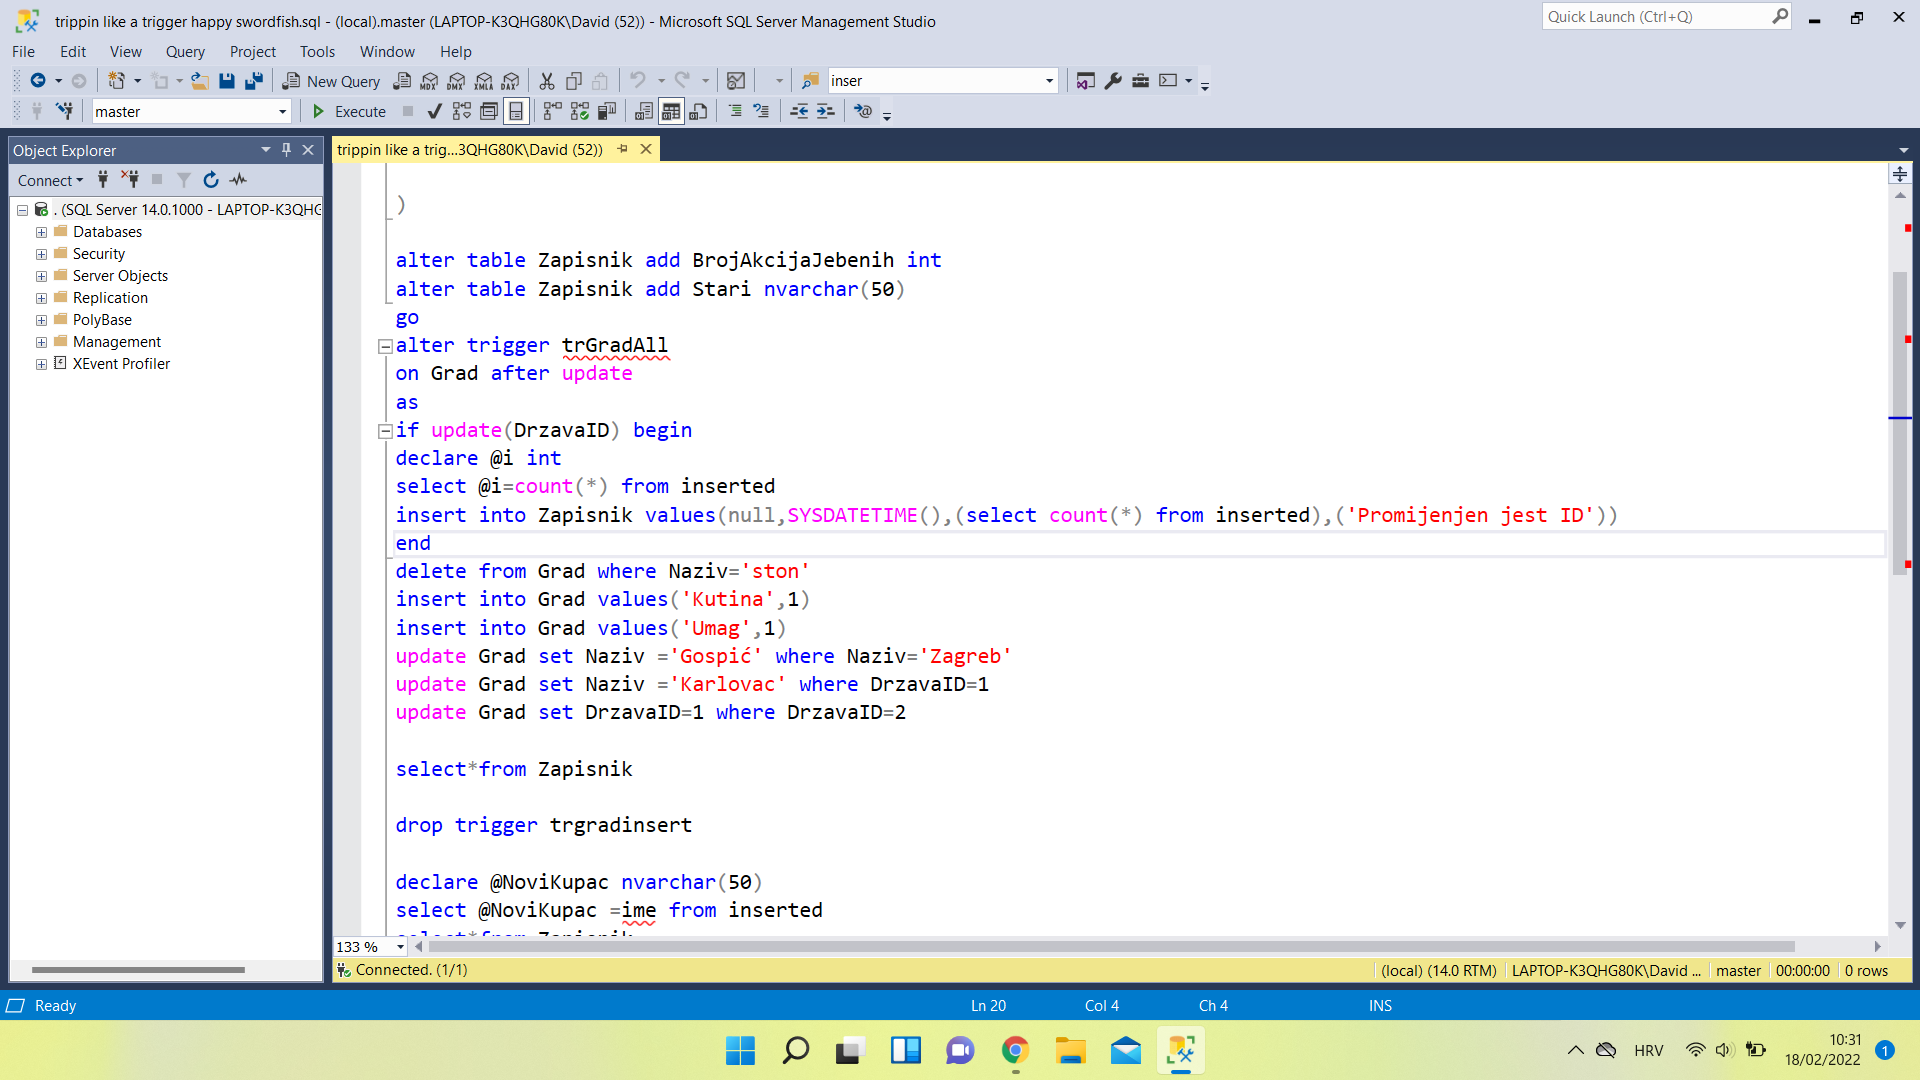 trippin like a trigger happy swordfish.sql - (local).master (LAPTOP-K3QHG80K\David (52)) - Microsoft SQL Server Management Studio
Quick Launch (Ctrl+Q)
File Edit View Query Project Tools Window Help
New Query MDX DMX XMLA DAX inser
master Execute
Object Explorer
trippin like a trig...3QHG80K\David (52))
Connect
. (SQL Server 14.0.1000 - LAPTOP-K3QHG
Databases
Security
Server Objects
Replication
PolyBase
Management
XEvent Profiler
)
alter table Zapisnik add BrojAkcijaJebenih int
alter table Zapisnik add Stari nvarchar(50)
go
alter trigger trGradAll
on Grad after update
as
if update(DrzavaID) begin
declare @i int
select @i=count(*) from inserted
insert into Zapisnik values(null,SYSDATETIME(),(select count(*) from inserted),('Promijenjen jest ID'))
end
delete from Grad where Naziv='ston'
insert into Grad values('Kutina',1)
insert into Grad values('Umag',1)
update Grad set Naziv ='Gospić' where Naziv='Zagreb'
update Grad set Naziv ='Karlovac' where DrzavaID=1
update Grad set DrzavaID=1 where DrzavaID=2
select*from Zapisnik
drop trigger trgradinsert
declare @NoviKupac nvarchar(50)
select @NoviKupac =ime from inserted
select*from Zapisnik
133 %
Connected. (1/1)
(local) (14.0 RTM) LAPTOP-K3QHG80K\David ... master 00:00:00 0 rows
Ready
Ln 20 Col 4 Ch 4 INS
HRV
10:31
18/02/2022
1